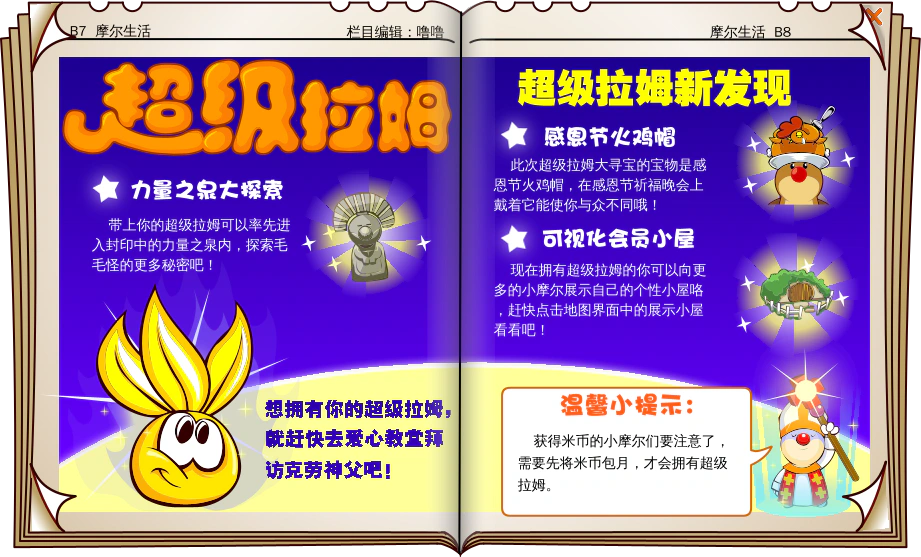 B7 摩尔生活
栏目编辑：噜噜
超级拉姆
力量之泉大探索
带上你的超级拉姆可以率先进
入封印中的力量之泉内，探索毛
毛怪的更多秘密吧！
想拥有你的超级拉姆，
就赶快去爱心教堂拜
访克劳神父吧！
摩尔生活 B8
超级拉姆新发现
感恩节火鸡帽
此次超级拉姆大寻宝的宝物是感
恩节火鸡帽，在感恩节祈福晚会上
戴着它能使你与众不同哦！
可视化会员小屋
现在拥有超级拉姆的你可以向更
多的小摩尔展示自己的个性小屋咯
，赶快点击地图界面中的展示小屋
看看吧！
温馨小提示：
获得米币的小摩尔们要注意了，
需要先将米币包月，才会拥有超级
拉姆。